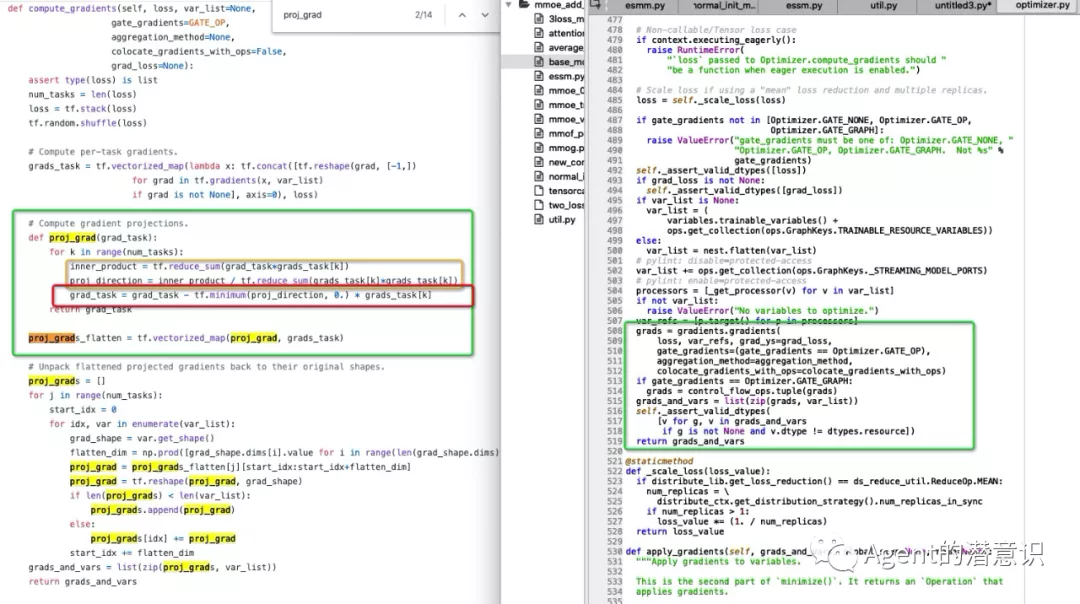 def compute_gradients(self, loss, var_list=None,
gate_gradients=GATE_OP,
aggregation_method=None,
colocate_gradients_with_ops=False,
grad_loss=None):
assert type(loss) is list
num_tasks = len(loss)
loss = tf.stack(loss)
tf.random.shuffle(loss)
# Compute per-task gradients.
grads_task = tf.vectorized_map(lambda x: tf.concat([tf.reshape(grad, [-1,])
for grad in tf.gradients(x, var_list)
if grad is not None], axis=0), loss)
# Compute gradient projections.
def proj_grad(grad_task):
for k in range(num_tasks):
inner_product = tf.reduce_sum(grad_task*grads_task[k])
proj_direction = inner_product / tf.reduce_sum(grads_task[k]*grads_task[k])
grad_task = grad_task - tf.minimum(proj_direction, 0.) * grads_task[k]
return grad_task
proj_grads_flatten = tf.vectorized_map(proj_grad, grads_task)
# Unpack flattened projected gradients back to their original shapes.
proj_grads = []
for j in range(num_tasks):
start_idx = 0
for idx, var in enumerate(var_list):
grad_shape = var.get_shape()
flatten_dim = np.prod([grad_shape.dims[i].value for i in range(len(grad_shape.dims)
proj_grad = proj_grads_flatten[j][start_idx:start_idx+flatten_dim]
proj_grad = tf.reshape(proj_grad, grad_shape)
if len(proj_grads) < len(var_list):
proj_grads.append(proj_grad)
else:
proj_grads[idx] += proj_grad
start_idx += flatten_dim
grads_and_vars = list(zip(proj_grads, var_list))
return grads_and_vars
proj_grad 2/14
mmoe_add_
3loss_m
attention
average
base_mo
essm.py
mmoe_0
mmoe_t
mmoe_v
mmof_p
mmog.p
new_con
normal_i
tensorca
two_loss
util.py
esmm.py normal_init_m... essm.py util.py untitled3.py* optimizer.py
477
478 # Non-callable/Tensor loss case
479 if context.executing_eagerly():
480 raise RuntimeError(
481 "`loss` passed to Optimizer.compute_gradients should "
482 "be a function when eager execution is enabled.")
483
484 # Scale loss if using a "mean" loss reduction and multiple replicas.
485 loss = self._scale_loss(loss)
486
487 if gate_gradients not in [Optimizer.GATE_NONE, Optimizer.GATE_OP,
488 Optimizer.GATE_GRAPH]:
489 raise ValueError("gate_gradients must be one of: Optimizer.GATE_NONE, "
490 "Optimizer.GATE_OP, Optimizer.GATE_GRAPH. Not %s" %
491 gate_gradients)
492 self._assert_valid_dtypes([loss])
493 if grad_loss is not None:
494 self._assert_valid_dtypes([grad_loss])
495 if var_list is None:
496 var_list = (
497 variables.trainable_variables() +
498 ops.get_collection(ops.GraphKeys.TRAINABLE_RESOURCE_VARIABLES))
499 else:
500 var_list = nest.flatten(var_list)
501 # pylint: disable=protected-access
502 var_list += ops.get_collection(ops.GraphKeys._STREAMING_MODEL_PORTS)
503 # pylint: enable=protected-access
504 processors = [_get_processor(v) for v in var_list]
505 if not var_list:
506 raise ValueError("No variables to optimize.")
507 var_refs = [p.target() for p in processors]
508 grads = gradients.gradients(
509 loss, var_refs, grad_ys=grad_loss,
510 gate_gradients=(gate_gradients == Optimizer.GATE_OP),
511 aggregation_method=aggregation_method,
512 colocate_gradients_with_ops=colocate_gradients_with_ops)
513 if gate_gradients == Optimizer.GATE_GRAPH:
514 grads = control_flow_ops.tuple(grads)
515 grads_and_vars = list(zip(grads, var_list))
516 self._assert_valid_dtypes(
517 [v for g, v in grads_and_vars
518 if g is not None and v.dtype != dtypes.resource])
519 return grads_and_vars
520
521 @staticmethod
522 def _scale_loss(loss_value):
523 if distribute_lib.get_loss_reduction() == ds_reduce_util.ReduceOp.MEAN:
524 num_replicas = \
525 distribute_ctx.get_distribution_strategy().num_replicas_in_sync
526 if num_replicas > 1:
527 loss_value *= (1. / num_replicas)
528 return loss_value
529
530 def apply_gradients(self, grads_and_
531 """Apply gradients to variables.
532
533 This is the second part of `minimize()`. It returns an `Operation` that
534 applies gradients.
535
Agent的潜意识